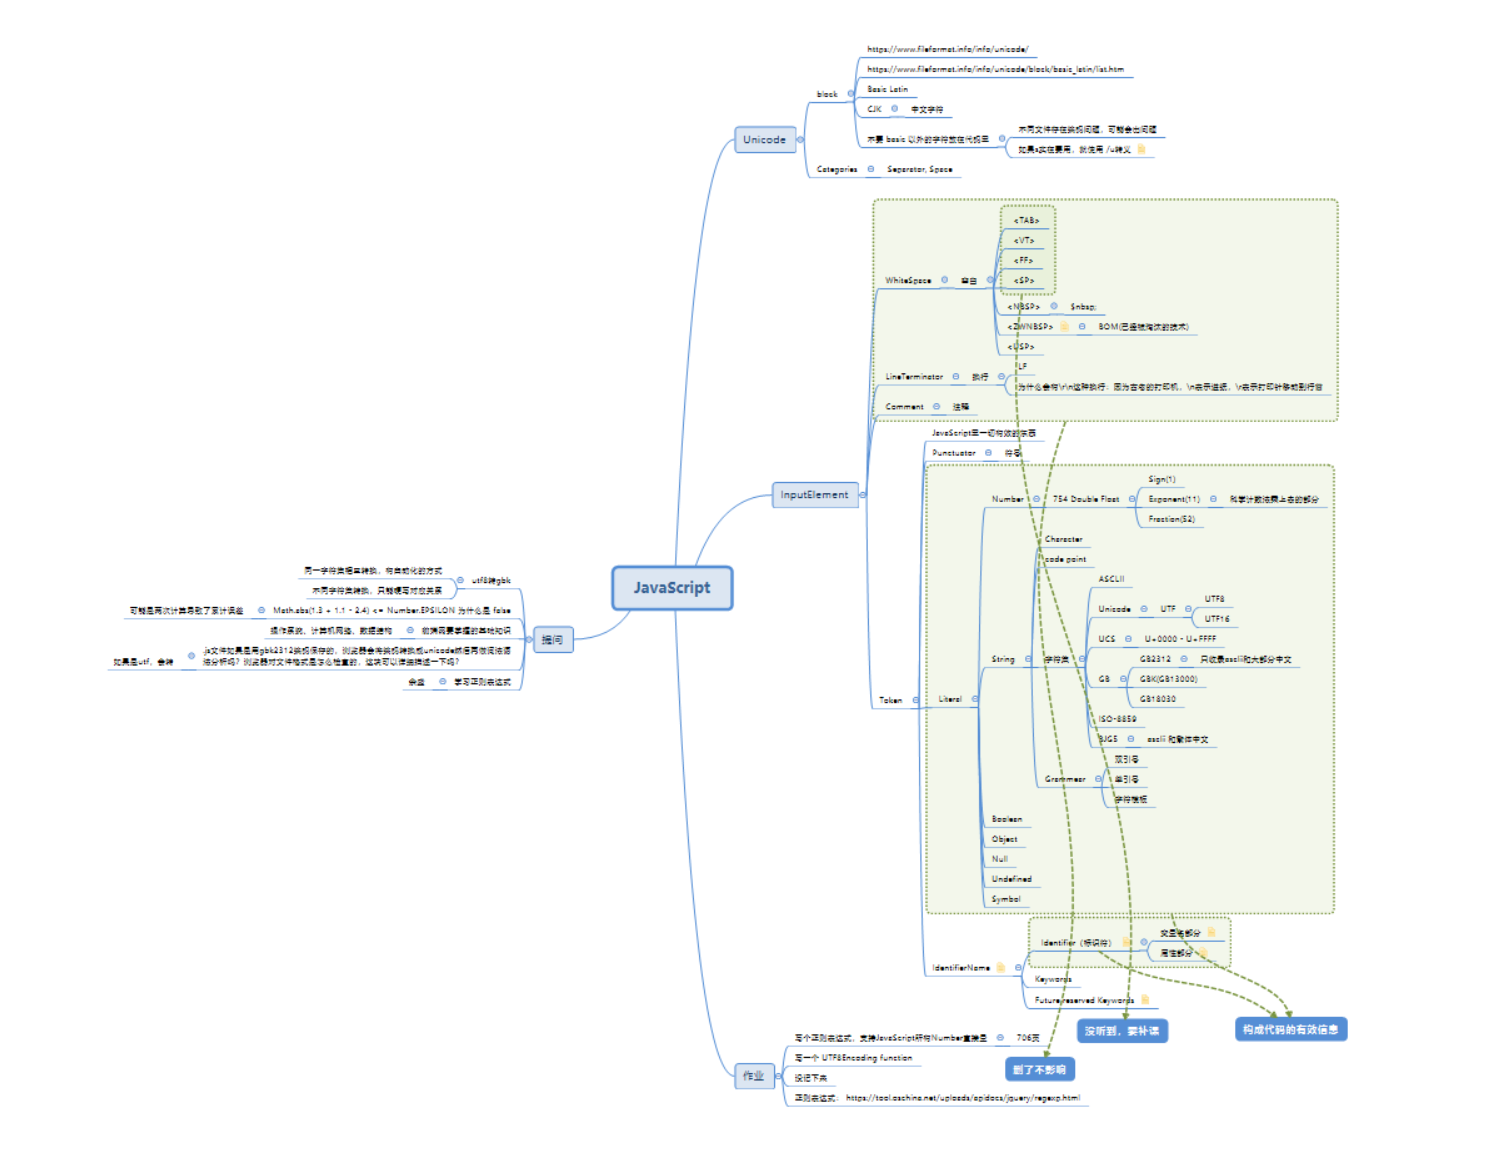 https://www.fileformat.info/info/unicode/
https://www.fileformat.info/info/unicode/block/basic_latin/list.htm
block
Basic Latin
CJK
中文字符
Unicode
不要 basic 以外的字符放在代码里
不同文件存在编码问题，可能会出问题
如果s实在要用，就使用 /u转义
Categories
Separator, Space
<TAB>
<VT>
<FF>
<SP>
WhiteSpace
空白
<NBSP>
$nbsp;
<ZWNBSP>
BOM(已经被淘汰的技术)
<USP>
LF
LineTerminator
换行
为什么会有\r\n这种换行：因为古老的打印机，\n表示进纸，\r表示打印针移动到行首
Comment
注释
JavaScript里一切有效的东西
Punctuator
符号
InputElement
Number
754 Double Float
Sign(1)
Exponent(11)
科学计数法乘上去的部分
Fraction(52)
Character
code point
ASCLII
Unicode
UTF
UTF8
UTF16
UCS
U+0000 - U+FFFF
String
字符集
GB
GB2312
只收录asclii和大部分中文
GBK(GB13000)
GB18030
ISO-8859
BJG5
asclii 和繁体中文
Grammear
双引号
单引号
字符模板
Token
Literal
Boolean
Object
Null
Undefined
Symbol
Identifier（标识符）
变量名部分
属性部分
IdentifierName
Keywords
Future reserved Keywords
没听到，要补课
构成代码的有效信息
删了不影响
JavaScript
提问
utf8转gbk
同一字符集相互转换，有自动化的方式
不同字符集转换，只能硬写对应关系
Math.abs(1.3 + 1.1 - 2.4) <= Number.EPSILON 为什么是 false
可能是两次计算导致了累计误差
前端需要掌握的基础知识
操作系统、计算机网络、数据结构
.js文件如果是用gbk2312编码保存的，浏览器会将编码转换成unicode然后再做词法语
法分析吗？浏览器对文件格式是怎么检查的，这块可以详细描述一下吗？
如果是utf，会转
学习正则表达式
作业
写个正则表达式，支持JavaScript所有Number直接量
706页
写一个 UTF8Encoding function
没记下来
正则表达式： https://tool.oschina.net/uploads/apidocs/jquery/regexp.html